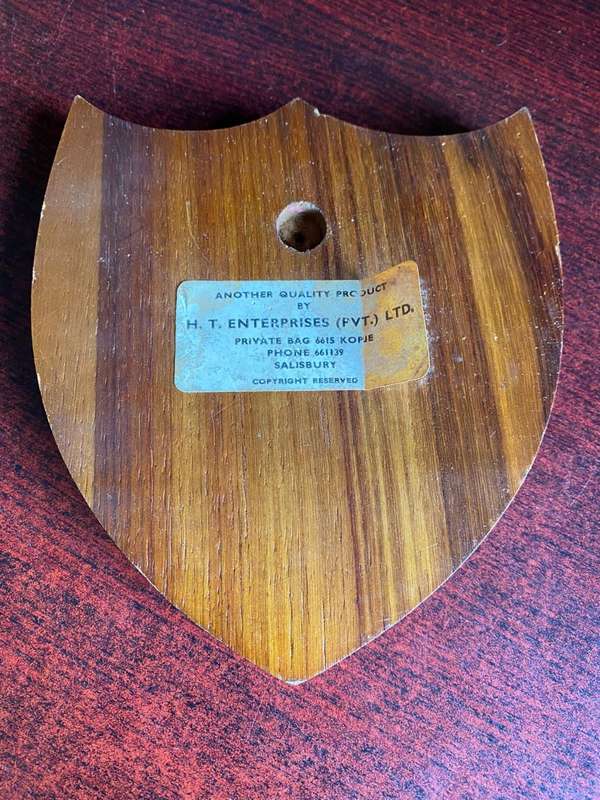 ANOTHER QUALITY PRODUCT
BY
H. T. ENTERPRISES (PVT.) LTD.
PRIVATE BAG 6615 KOPJE
PHONE 661139
SALISBURY
COPYRIGHT RESERVED